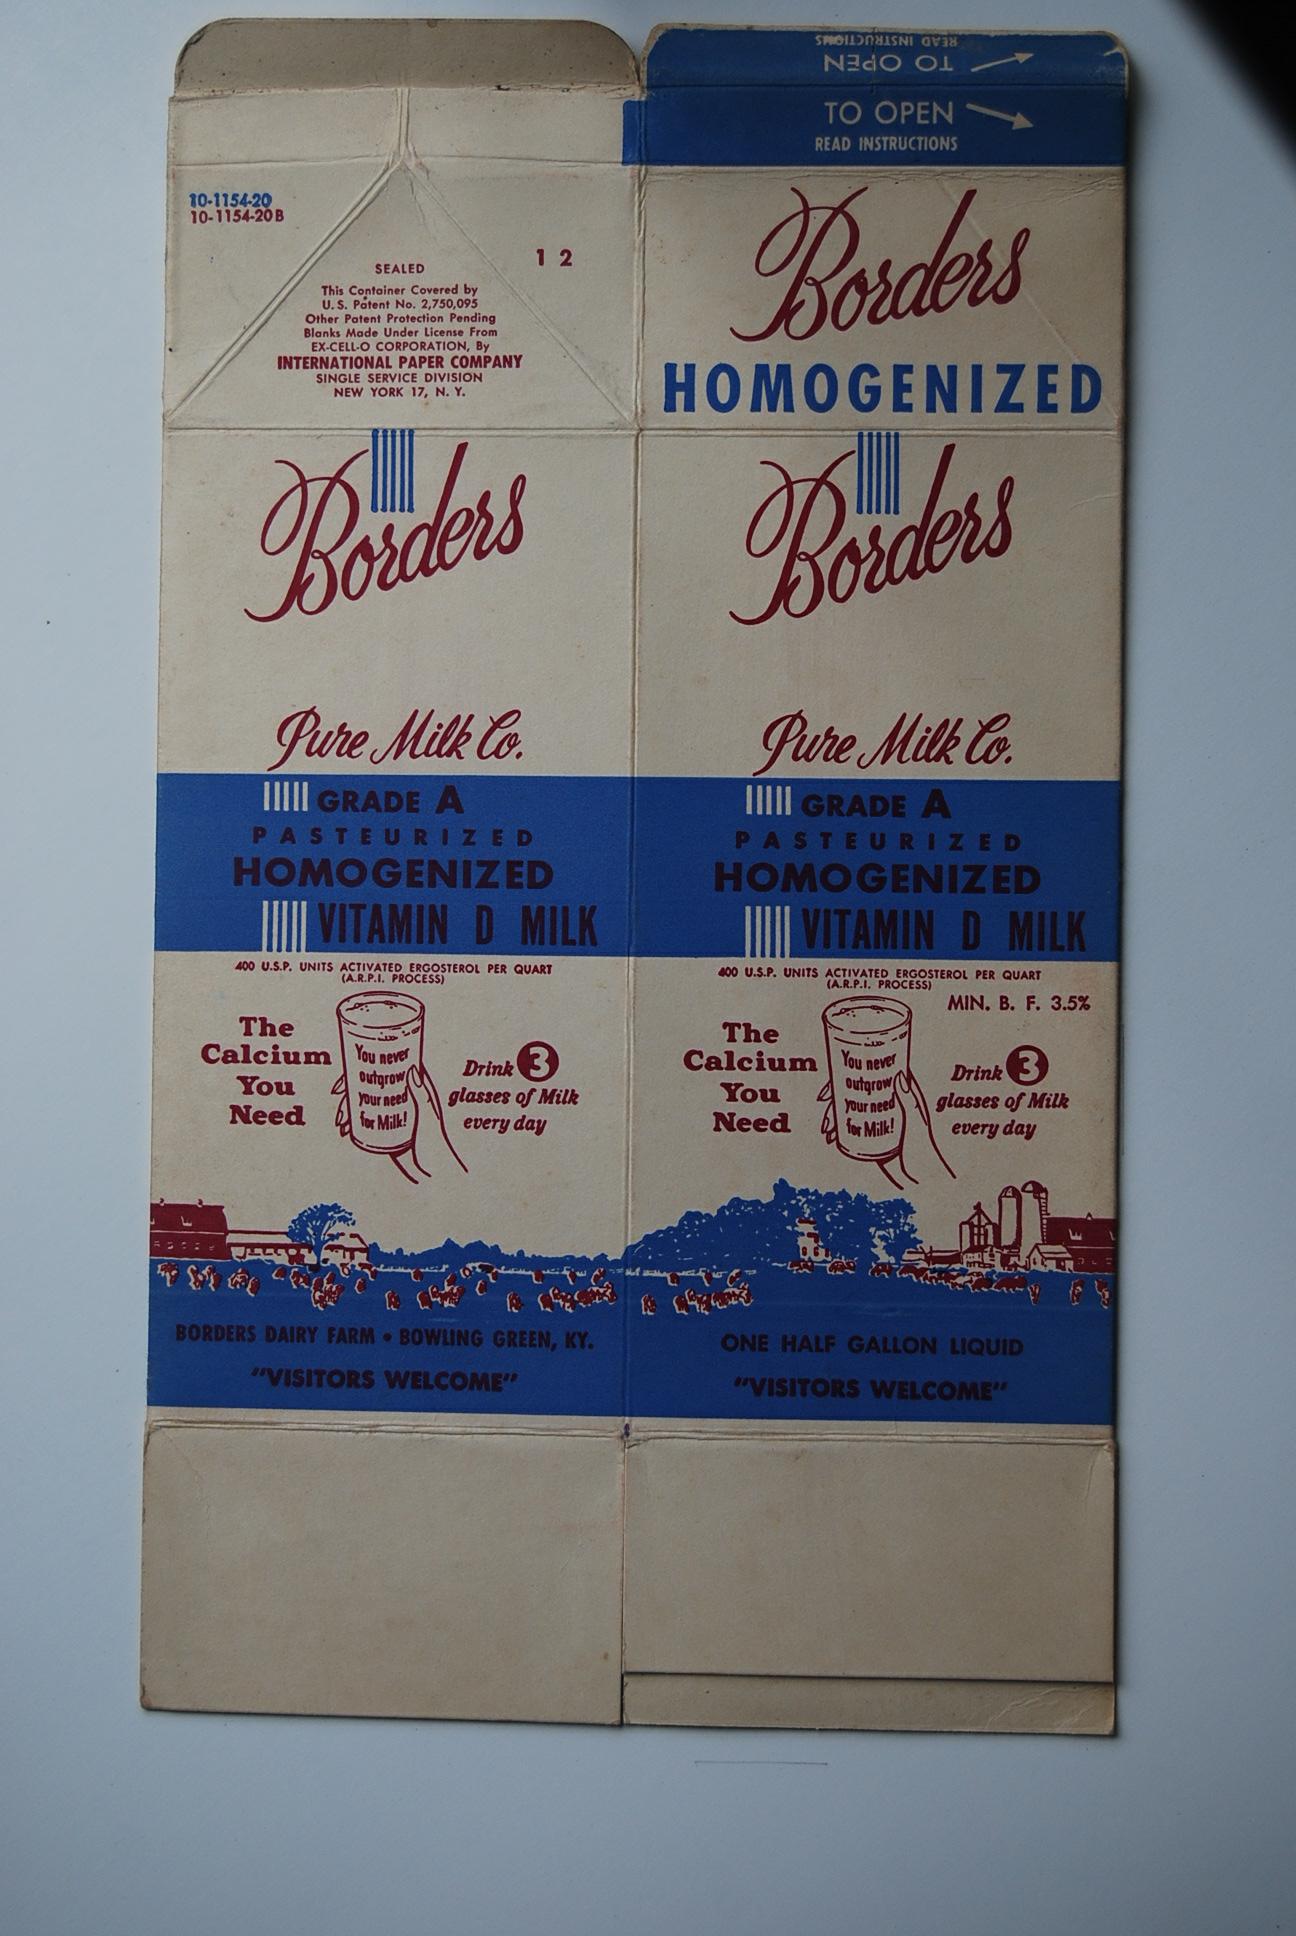 READ INSTRUCTIONS
TO OPEN
TO OPEN
READ INSTRUCTIONS
10-1154-20
10-1154-20B
1 2
SEALED
This Container Covered by
U.S. Patent No. 2,750,095
Other Patent Protection Pending
Blanks Made Under License From
EX-CELL-O CORPORATION, By
INTERNATIONAL PAPER COMPANY
SINGLE SERVICE DIVISION
NEW YORK 17, N. Y.
Borders
HOMOGENIZED
Borders
Pure Milk Co.
GRADE A
PASTEURIZED
HOMOGENIZED
VITAMIN D MILK
400 U.S.P. UNITS ACTIVATED ERGOSTEROL PER QUART
(A.R.P.I. PROCESS)
The
Calcium
You
Need
You never
outgrow
your need
for Milk!
Drink 3
glasses of Milk
every day
BORDERS DAIRY FARM • BOWLING GREEN, KY.
"VISITORS WELCOME"
Borders
Pure Milk Co.
GRADE A
PASTEURIZED
HOMOGENIZED
VITAMIN D MILK
400 U.S.P. UNITS ACTIVATED ERGOSTEROL PER QUART
(A.R.P.I. PROCESS)
MIN. B. F. 3.5%
The
Calcium
You
Need
You never
outgrow
your need
for Milk!
Drink 3
glasses of Milk
every day
ONE HALF GALLON LIQUID
"VISITORS WELCOME"